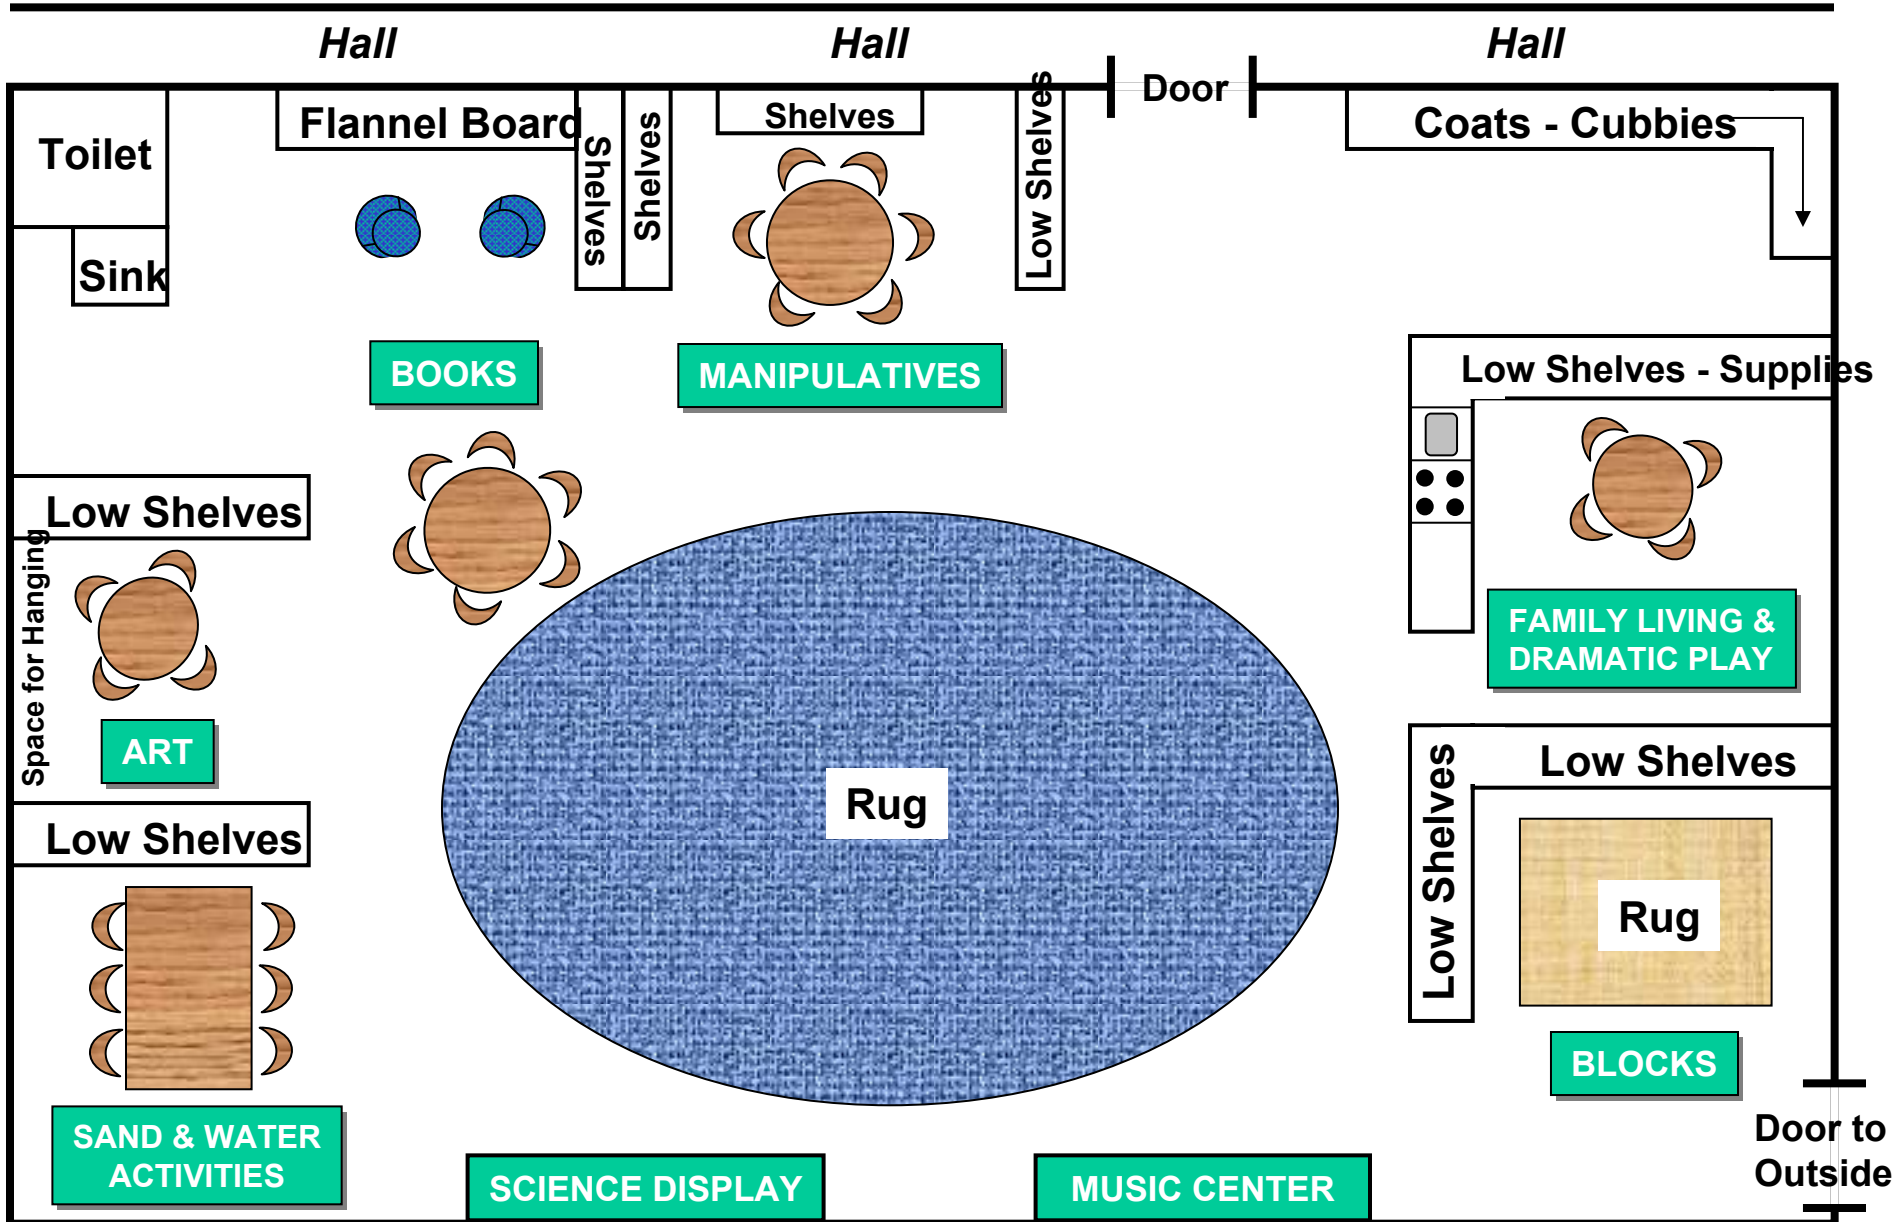 Hall
Hall
Hall
Door
Toilet
Flannel Board
Shelves
Shelves
Shelves
Low Shelves
Coats - Cubbies
Sink
BOOKS
MANIPULATIVES
Low Shelves - Supplies
Low Shelves
Space for Hanging
ART
FAMILY LIVING &
DRAMATIC PLAY
Low Shelves
Rug
Low Shelves
Low Shelves
Rug
BLOCKS
SAND & WATER
ACTIVITIES
SCIENCE DISPLAY
MUSIC CENTER
Door to
Outside